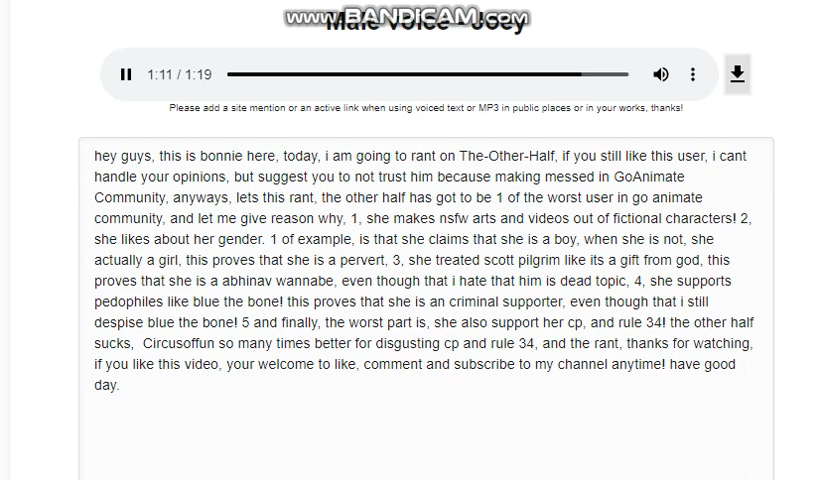 www.BANDICAM.com
Male Voice - Joey
1:11 / 1:19
Please add a site mention or an active link when using voiced text or MP3 in public places or in your works, thanks!
hey guys, this is bonnie here, today, i am going to rant on The-Other-Half, if you still like this user, i cant
handle your opinions, but suggest you to not trust him because making messed in GoAnimate
Community, anyways, lets this rant, the other half has got to be 1 of the worst user in go animate
community, and let me give reason why, 1, she makes nsfw arts and videos out of fictional characters! 2,
she likes about her gender. 1 of example, is that she claims that she is a boy, when she is not, she
actually a girl, this proves that she is a pervert, 3, she treated scott pilgrim like its a gift from god, this
proves that she is a abhinav wannabe, even though that i hate that him is dead topic, 4, she supports
pedophiles like blue the bone! this proves that she is an criminal supporter, even though that i still
despise blue the bone! 5 and finally, the worst part is, she also support her cp, and rule 34! the other half
sucks, Circusoffun so many times better for disgusting cp and rule 34, and the rant, thanks for watching,
if you like this video, your welcome to like, comment and subscribe to my channel anytime! have good
day.